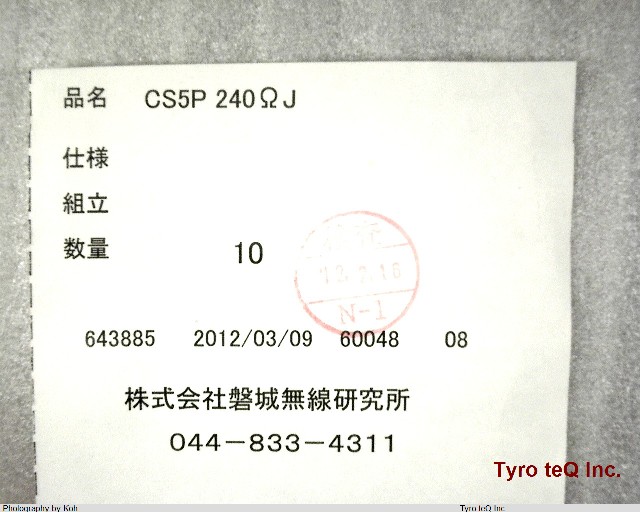 品名 CS5P 240ΩJ
仕様
組立
数量 10
12.7.16
N-T
643885 2012/03/09 60048 08
株式会社磐城無線研究所
044-833-4311
Tyro teQ Inc.
Photography by Koh Tyro teQ Inc